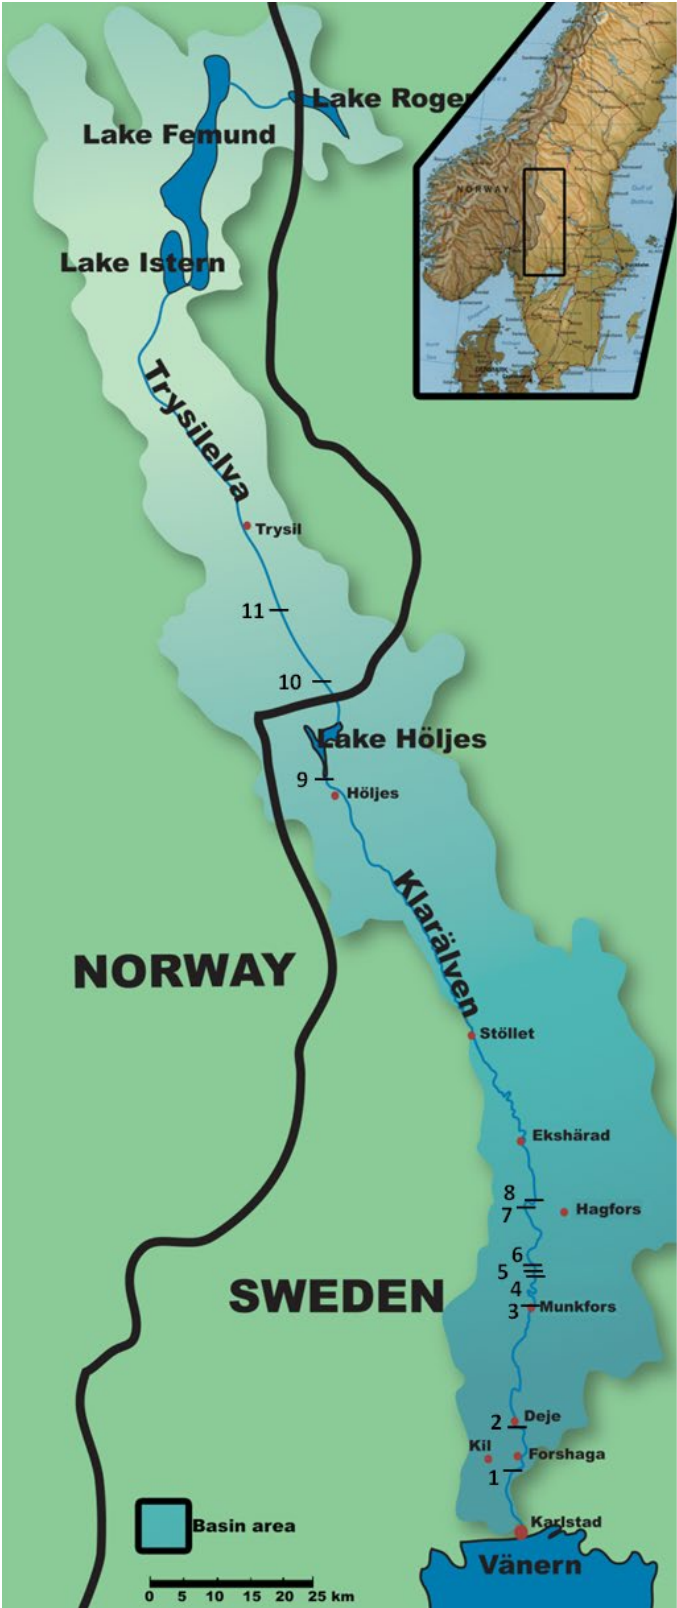 Lake Roger
Lake Femund
NORWAY
Lake Istern
Trysilelva
Trysil
11
10
Lake Höljes
9
Höljes
Klarälven
NORWAY
Stöllet
Ekshärad
8
7
Hagfors
6
5
SWEDEN
4
3
Munkfors
2
Deje
Kil
Forshaga
1
Karlstad
Basin area
Vänern
0 5 10 15 20 25 km